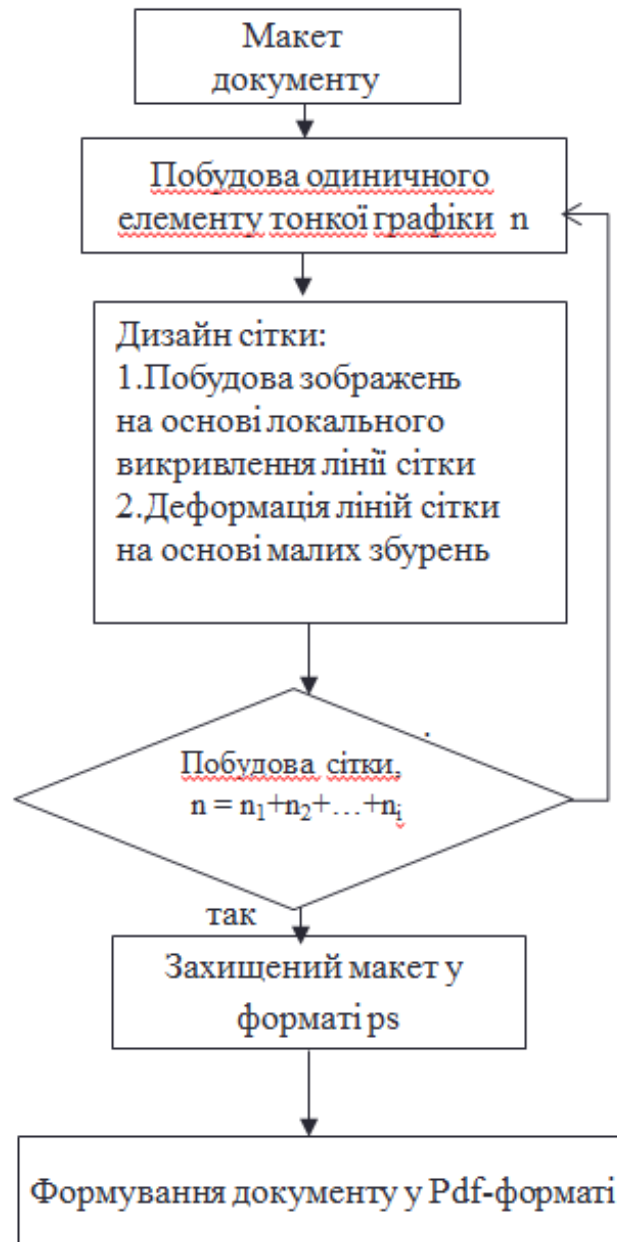 Макет
документу
Побудова одиничного
елементу тонкої графіки n
Дизайн сітки:
1.Побудова зображень
на основі локального
викривлення лінії сітки
2.Деформація ліній сітки
на основі малих збурень
Побудова сітки,
n = n₁+n₂+…+nᵢ
так
Захищений макет у
форматі ps
Формування документу у Pdf-форматі